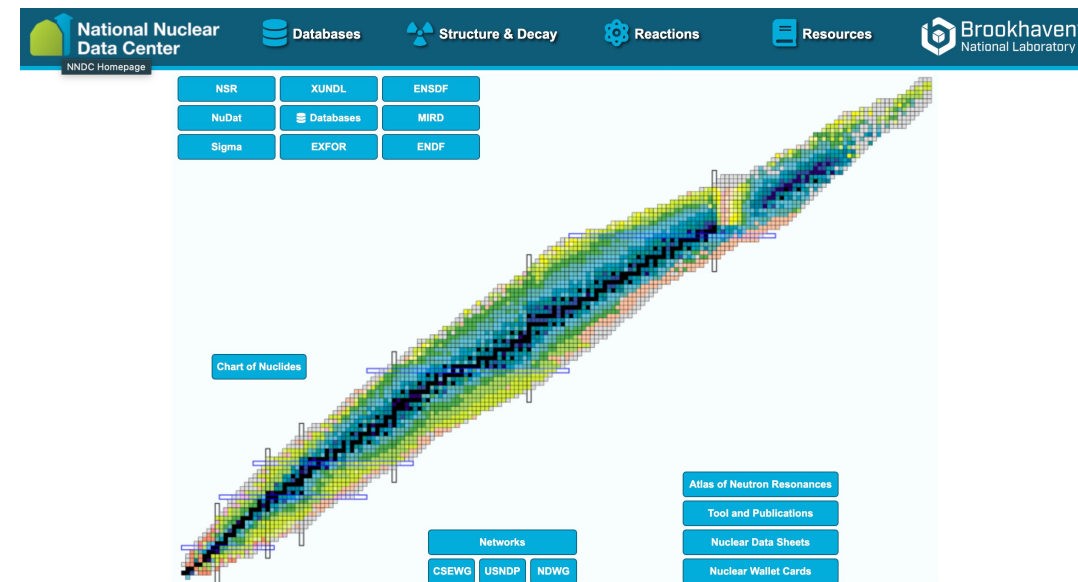 National Nuclear
Data Center
NNDC Homepage
Databases
Structure & Decay
Reactions
Resources
Brookhaven
National Laboratory
NSR
XUNDL
ENSDF
NuDat
Databases
MIRD
Sigma
EXFOR
ENDF
Chart of Nuclides
Atlas of Neutron Resonances
Tool and Publications
Networks
Nuclear Data Sheets
CSEWG
USNDP
NDWG
Nuclear Wallet Cards